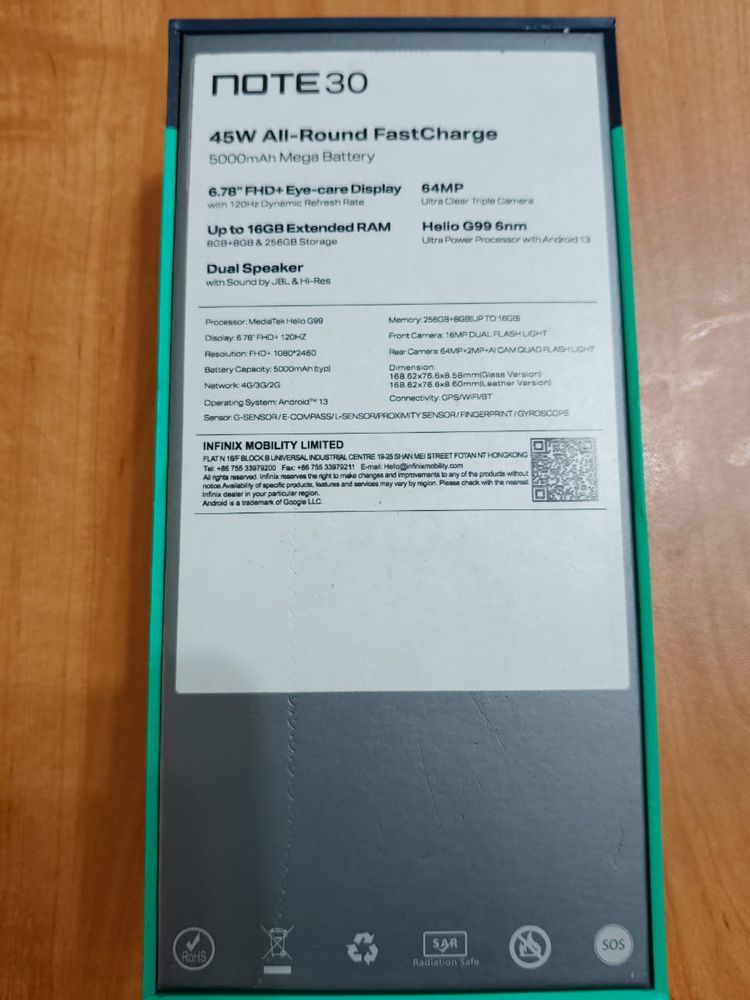 NOTE 30
45W All-Round FastCharge
5000mAh Mega Battery
6.78" FHD+ Eye-care Display
with 120Hz Dynamic Refresh Rate
64MP
Ultra Clear Triple Camera
Up to 16GB Extended RAM
8GB+8GB & 256GB Storage
Helio G99 6nm
Ultra Power Processor with Android 13
Dual Speaker
with Sound by JBL & Hi-Res
Processor: MediaTek Helio G99
Display: 6.78" FHD+ 120HZ
Resolution: FHD+ 1080*2460
Battery Capacity: 5000mAh (typ)
Network: 4G/3G/2G
Operating System: Android™ 13
Memory: 256GB+8GB(UP TO 16GB)
Front Camera: 16MP DUAL FLASH LIGHT
Rear Camera: 64MP+2MP+AI CAM QUAD FLASH LIGHT
Dimension:
168.62x76.6x8.58mm(Glass Version)
168.62x76.6x8.60mm(Leather Version)
Connectivity: GPS/WIFI/BT
Sensor: G-SENSOR / E-COMPASS/L-SENSOR/PROXIMITY SENSOR / FINGERPRINT / GYROSCOPE
INFINIX MOBILITY LIMITED
FLAT N 16/F BLOCK B UNIVERSAL INDUSTRIAL CENTRE 19-25 SHAN MEI STREET FOTAN NT HONGKONG
Tel: +86 755 33979200 Fax: +86 755 33979211 E-mail: Hello@infinixmobility.com
All rights reserved. Infinix reserves the right to make changes and improvements to any of the products without
notice.Availability of specific products, features and services may vary by region. Please check with the nearest
Infinix dealer in your particular region.
Android is a trademark of Google LLC.
RoHS
SAR
Radiation Safe
SOS